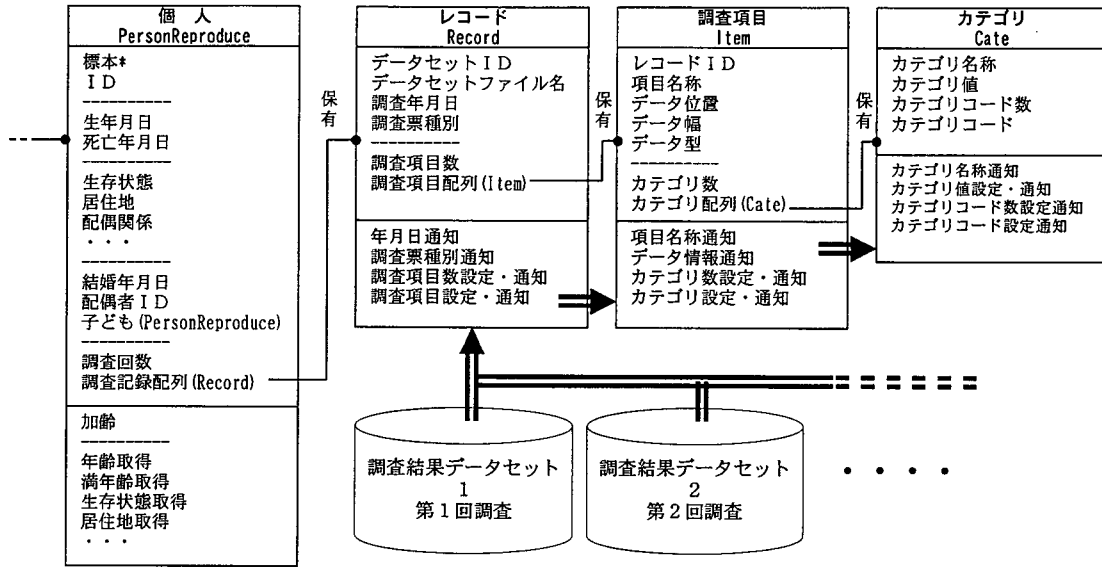 個 人
PersonReproduce
標本*
ID
----------
生年月日
死亡年月日
----------
生存状態
居住地
配偶関係
・・・
----------
結婚年月日
配偶者ID
子ども(PersonReproduce)
----------
調査回数
調査記録配列(Record)
加齢
----------
年齢取得
満年齢取得
生存状態取得
居住地取得
・・・
保有
レコード
Record
データセットID
データセットファイル名
調査年月日
調査票種別
----------
調査項目数
調査項目配列(Item)
年月日通知
調査票種別通知
調査項目数設定・通知
調査項目設定・通知
保有
調査項目
Item
レコードID
項目名称
データ位置
データ幅
データ型
----------
カテゴリ数
カテゴリ配列(Cate)
項目名称通知
データ情報通知
カテゴリ数設定・通知
カテゴリ設定・通知
保有
カテゴリ
Cate
カテゴリ名称
カテゴリ値
カテゴリコード数
カテゴリコード
カテゴリ名称通知
カテゴリ値設定・通知
カテゴリコード数設定通知
カテゴリコード設定通知
調査結果データセット
1
第1回調査
調査結果データセット
2
第2回調査
・・・・